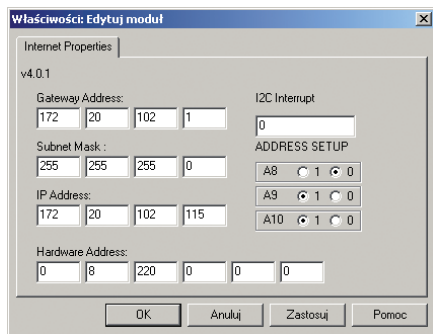 Właściwości: Edytuj moduł
Internet Properties
v4.0.1
Gateway Address:
172 20 102 1
I2C Interrupt
0
Subnet Mask :
255 255 255 0
ADDRESS SETUP
A8 1 0
IP Address:
A9 1 0
172 20 102 115
A10 1 0
Hardware Address:
0 8 220 0 0 0
OK Anuluj Zastosuj Pomoc